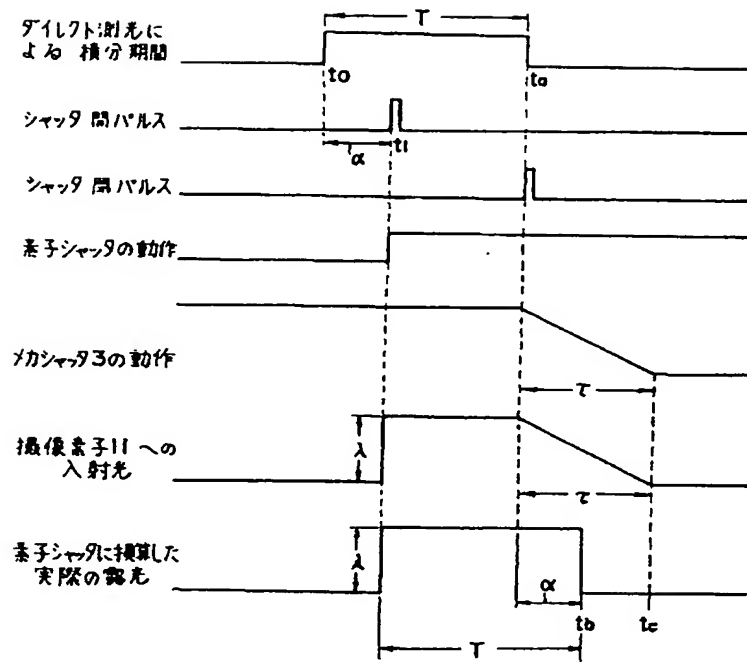 T
ダイレクト測光に
よる 積分期間
to
ta
シャッタ 開パルス
α
t1
シャッタ 閉パルス
素子シャッタの動作
メカシャッタ3の動作
τ
撮像素子11への
入射光
λ
τ
素子シャッタに換算した
実際の露光
λ
α
tb
tc
T